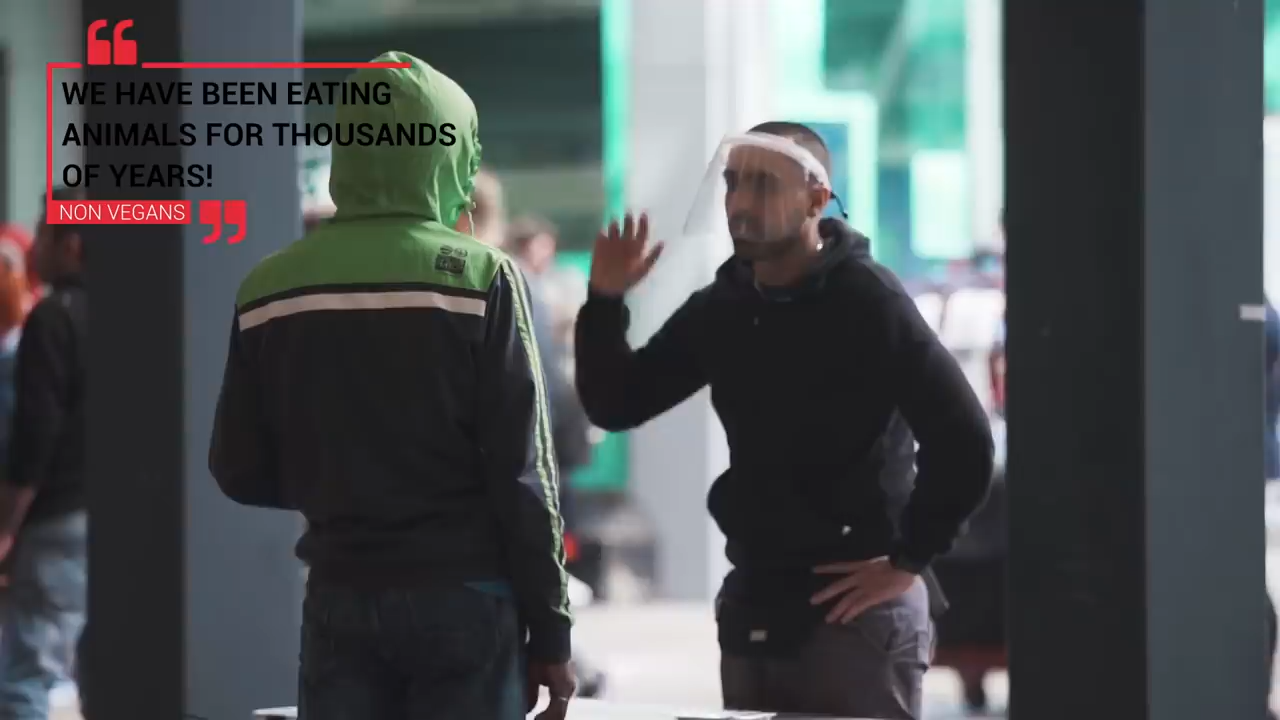 WE HAVE BEEN EATING
ANIMALS FOR THOUSANDS
OF YEARS!
NON VEGANS